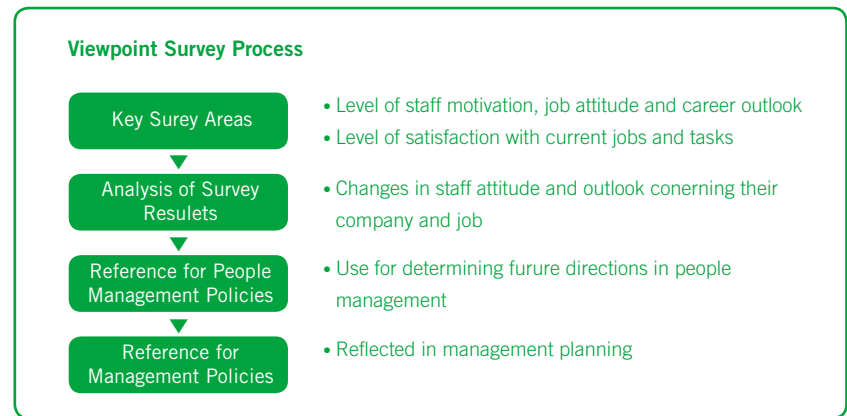 Viewpoint Survey Process
Key Surey Areas
• Level of staff motivation, job attitude and career outlook
• Level of satisfaction with current jobs and tasks
Analysis of Survey
Resulets
• Changes in staff attitude and outlook conerning their
company and job
Reference for People
Management Policies
• Use for determining furure directions in people
management
Reference for
Management Policies
• Reflected in management planning